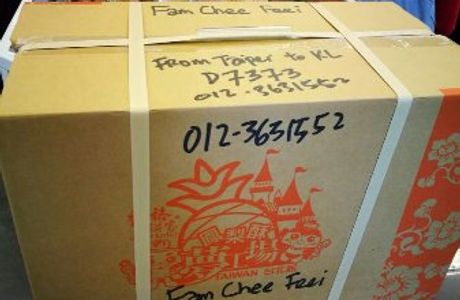 Fam Chee Feei
From Taipei to KL
D7373
012-3631552
012-3631552
TAIWAN
Fam Chee Feei